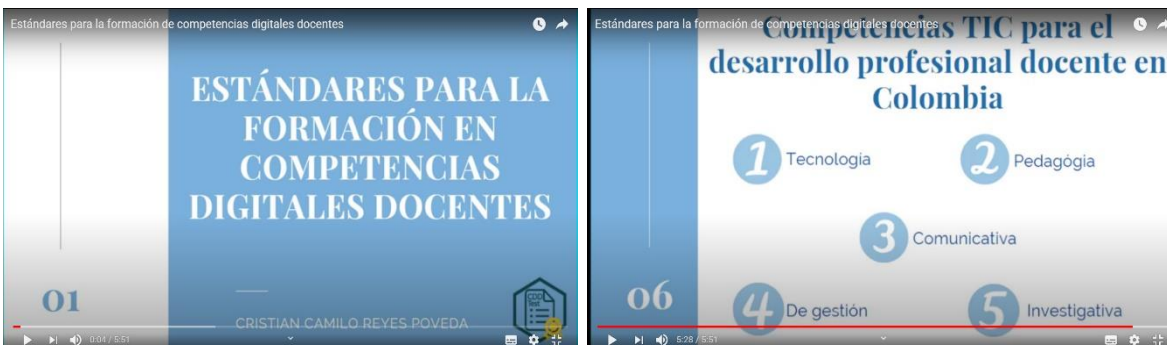 Estándares para la formación de competencias digitales docentes
ESTÁNDARES PARA LA
FORMACIÓN EN
COMPETENCIAS
DIGITALES DOCENTES
01
CRISTIAN CAMILO REYES POVEDA
CDD
Test
0:04 / 5:51
Estándares para la formación de competencias digitales docentes
Competencias TIC para el
desarrollo profesional docente en
Colombia
1 Tecnología
2 Pedagógia
3 Comunicativa
06
4 De gestión
5 Investigativa
5:28 / 5:51